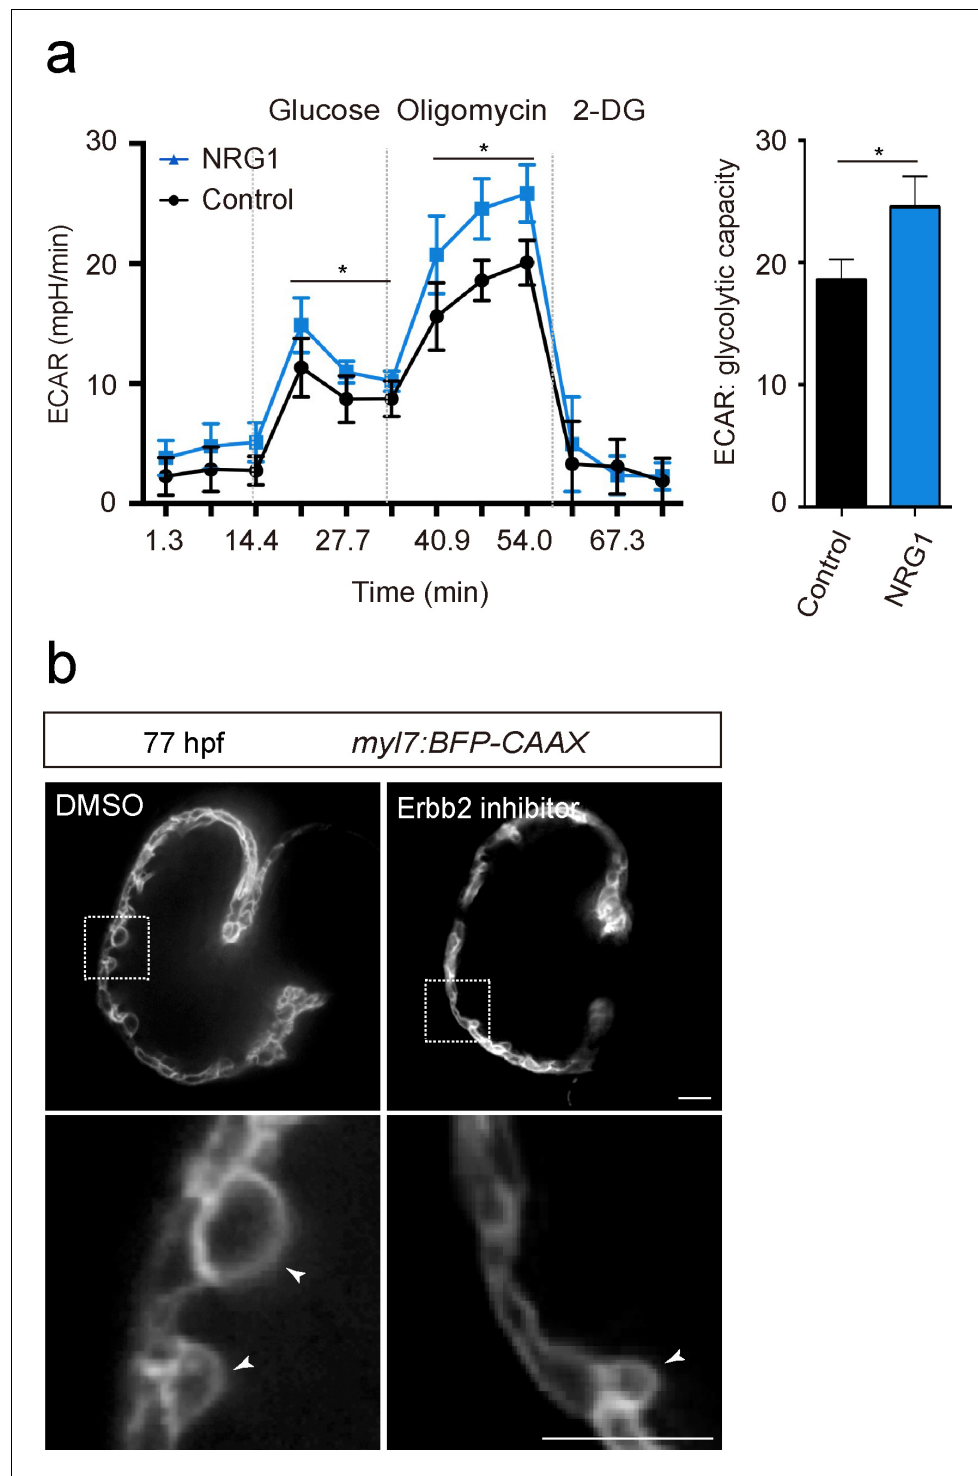 a
Glucose Oligomycin 2-DG
30
20
10
0
ECAR (mpH/min)
NRG1
Control
*
*
1.3 14.4 27.7 40.9 54.0 67.3
Time (min)
30
20
10
0
ECAR: glycolytic capacity
*
Control
NRG1
b
77 hpf myl7:BFP-CAAX
DMSO
Erbb2 inhibitor